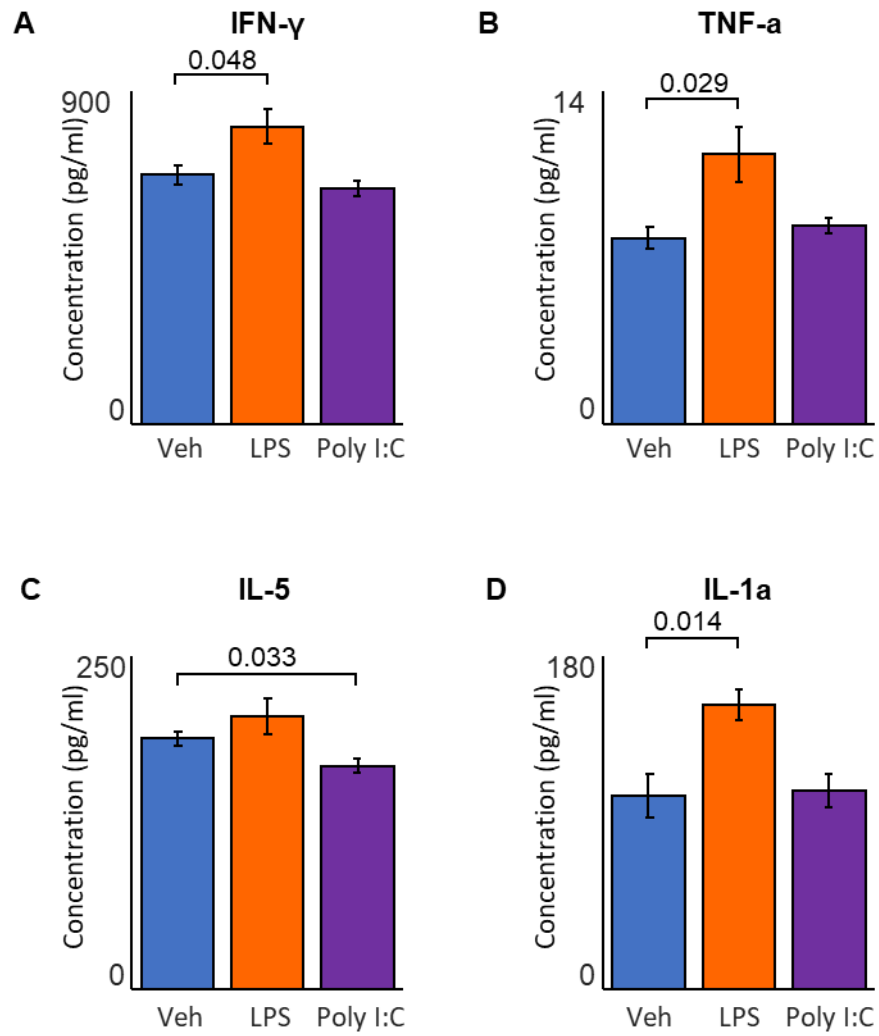 A
IFN-γ
0.048
900
Concentration (pg/ml)
0
Veh LPS Poly I:C
B
TNF-a
0.029
14
Concentration (pg/ml)
0
Veh LPS Poly I:C
C
IL-5
0.033
250
Concentration (pg/ml)
0
Veh LPS Poly I:C
D
IL-1a
0.014
180
Concentration (pg/ml)
0
Veh LPS Poly I:C